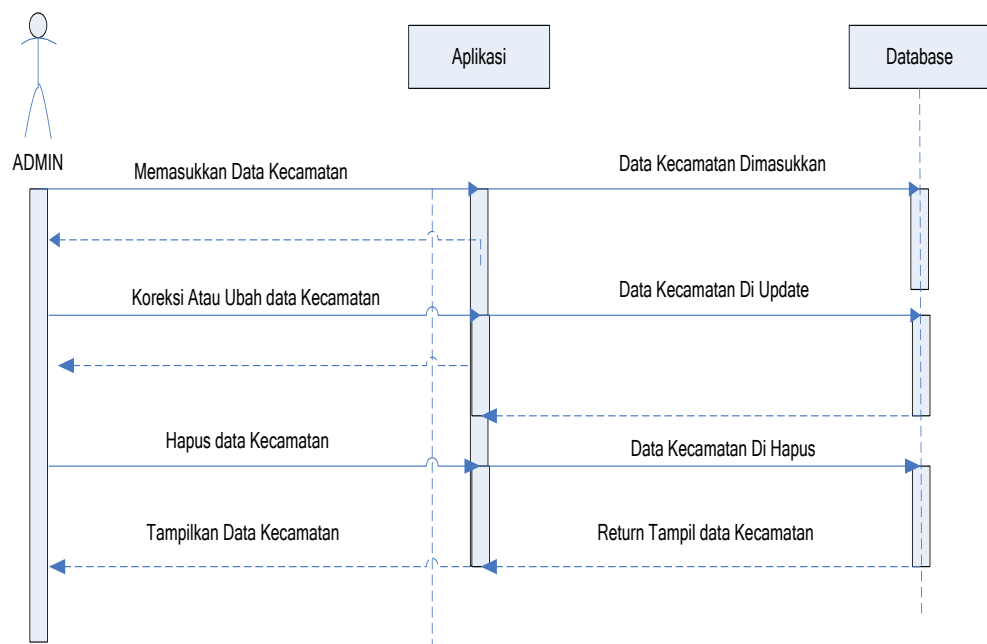 Aplikasi
Database
ADMIN
Memasukkan Data Kecamatan
Data Kecamatan Dimasukkan
Koreksi Atau Ubah data Kecamatan
Data Kecamatan Di Update
Hapus data Kecamatan
Data Kecamatan Di Hapus
Tampilkan Data Kecamatan
Return Tampil data Kecamatan